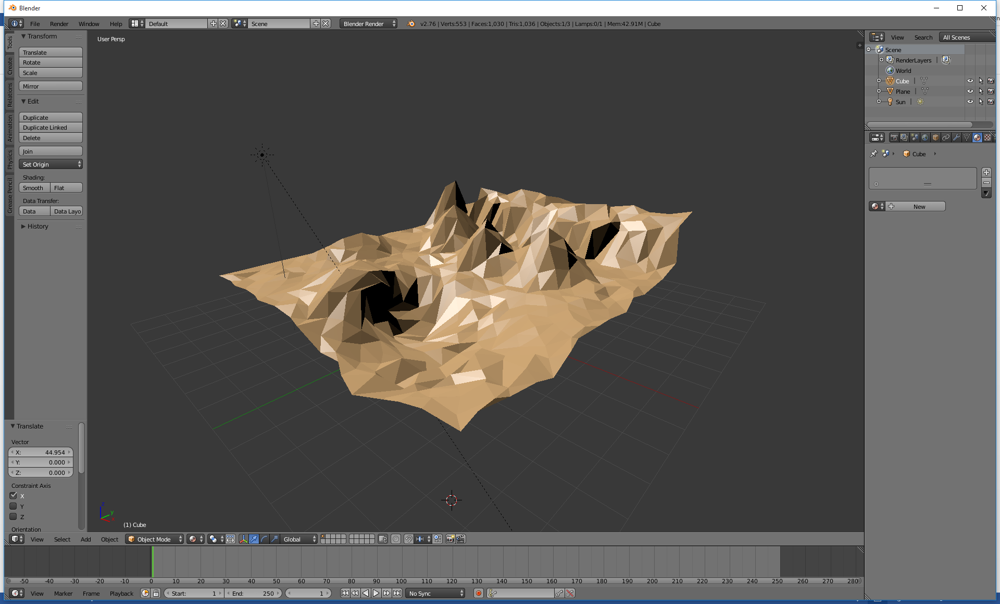 Blender
File Render Window Help Default Scene Blender Render v2.76 | Verts:553 | Faces:1,030 | Tris:1,036 | Objects:1/3 | Lamps:0/1 | Mem:42.91M | Cube
Tools
Create
Relations
Animation
Physics
Grease Pencil
Transform
Translate
Rotate
Scale
Mirror
Edit
Duplicate
Duplicate Linked
Delete
Join
Set Origin
Shading:
Smooth Flat
Data Transfer:
Data Data Layo
History
Translate
Vector
X: 44.954
Y: 0.000
Z: 0.000
Constraint Axis
X
Y
Z
Orientation
User Persp
z
y
x
(1) Cube
View Search All Scenes
Scene
RenderLayers |
World
Cube |
Plane |
Sun |
Cube
New
View Select Add Object Object Mode Global
-50 -40 -30 -20 -10 0 10 20 30 40 50 60 70 80 90 100 110 120 130 140 150 160 170 180 190 200 210 220 230 240 250 260 270 280
View Marker Frame Playback Start: 1 End: 250 1 No Sync